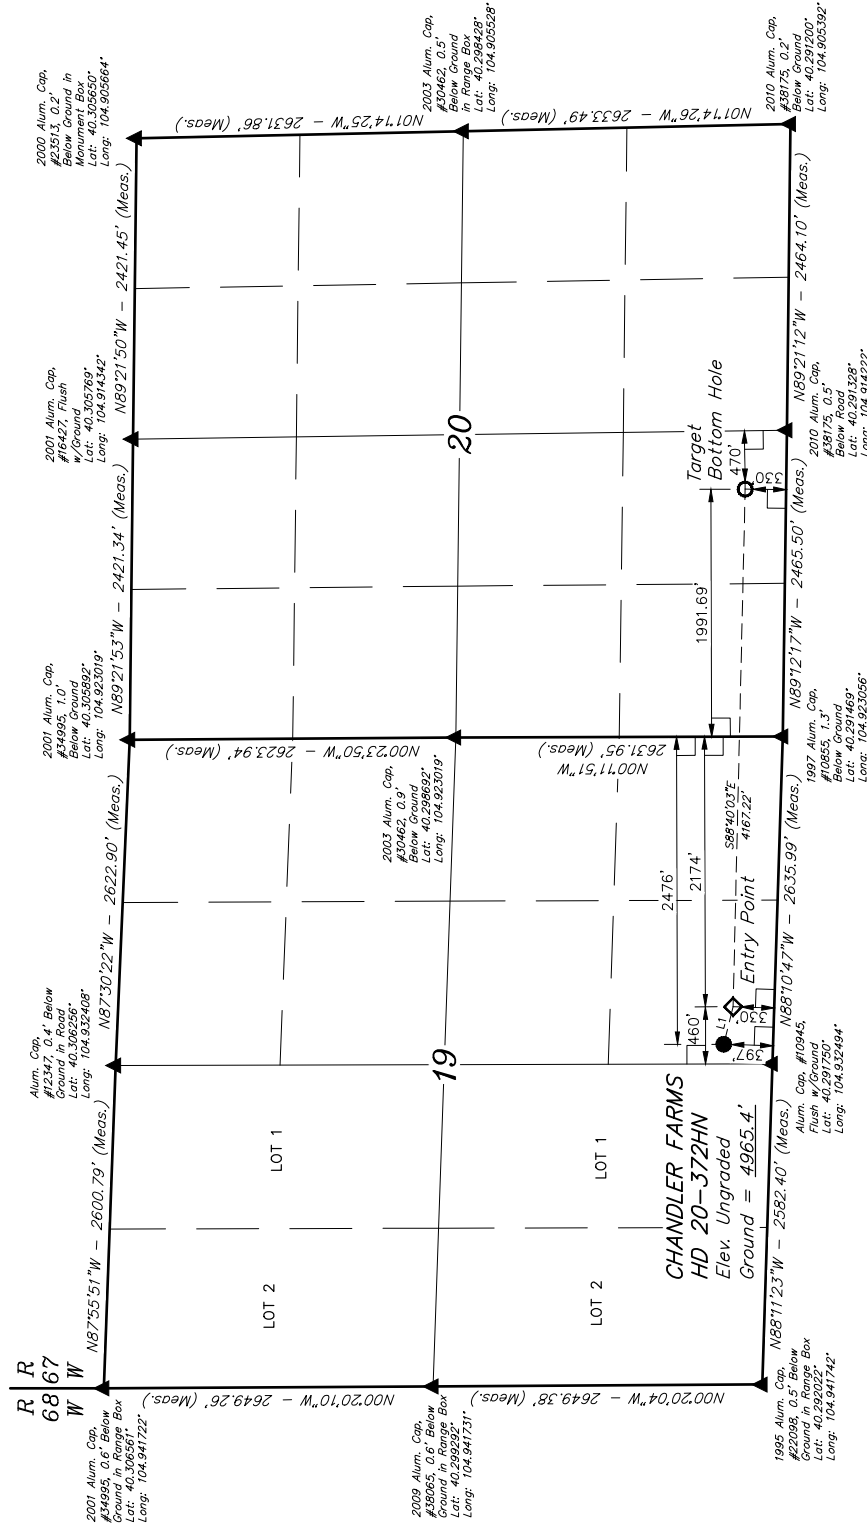 R R
68 67
W W
2001 Alum. Cap,
#34995, 0.6' Below
Ground in Range Box
Lat: 40.306561°
Long: 104.941722°
N87°55'51"W - 2600.79' (Meas.)
Alum. Cap,
#12347, 0.4' Below
Ground in Road
Lat: 40.306256°
Long: 104.932408°
N87°30'22"W - 2622.90' (Meas.)
2001 Alum. Cap,
#34995, 1.0'
Below Ground
Lat: 40.305892°
Long: 104.923019°
N89°21'53"W - 2421.34' (Meas.)
2001 Alum. Cap,
#16427, Flush
w/Ground
Lat: 40.305769°
Long: 104.914342°
N89°21'50"W - 2421.45' (Meas.)
2000 Alum. Cap,
#23513, 0.2'
Below Ground in
Monument Box
Lat: 40.305650°
Long: 104.905664°
N00°20'10"W - 2649.26' (Meas.)
LOT 2
LOT 1
N00°23'50"W - 2623.94' (Meas.)
N01°14'25"W - 2631.86' (Meas.)
2009 Alum. Cap,
#38065, 0.6' Below
Ground in Range Box
Lat: 40.299292°
Long: 104.941731°
19
2003 Alum. Cap,
#30462, 0.9'
Below Ground
Lat: 40.298692°
Long: 104.923019°
20
2003 Alum. Cap,
#30462, 0.5'
Below Ground
in Range Box
Lat: 40.298428°
Long: 104.905528°
N00°20'04"W - 2649.38' (Meas.)
LOT 2
LOT 1
N00°11'51"W
2631.95' (Meas.)
N01°14'26"W - 2633.49' (Meas.)
CHANDLER FARMS
HD 20-372HN
Elev. Ungraded
Ground = 4965.4'
2476'
2174'
460'
L1
397'
330'
Entry Point
S88°40'03"E
4167.22'
1991.69'
Target
Bottom Hole
470'
330'
1995 Alum. Cap,
#22098, 0.5' Below
Ground in Range Box
Lat: 40.292022°
Long: 104.941742°
N88°11'23"W - 2582.40' (Meas.)
Alum. Cap, #10945,
Flush w/Ground
Lat: 40.291750°
Long: 104.932494°
N88°10'47"W - 2635.99' (Meas.)
1997 Alum. Cap,
#10855, 1.3'
Below Ground
Lat: 40.291469°
Long: 104.923056°
N89°12'17"W - 2465.50' (Meas.)
2010 Alum. Cap,
#38175, 0.5'
Below Road
Lat: 40.291328°
Long: 104.914222°
N89°21'12"W - 2464.10' (Meas.)
2010 Alum. Cap,
#38175, 0.2'
Below Ground
Lat: 40.291200°
Long: 104.905392°